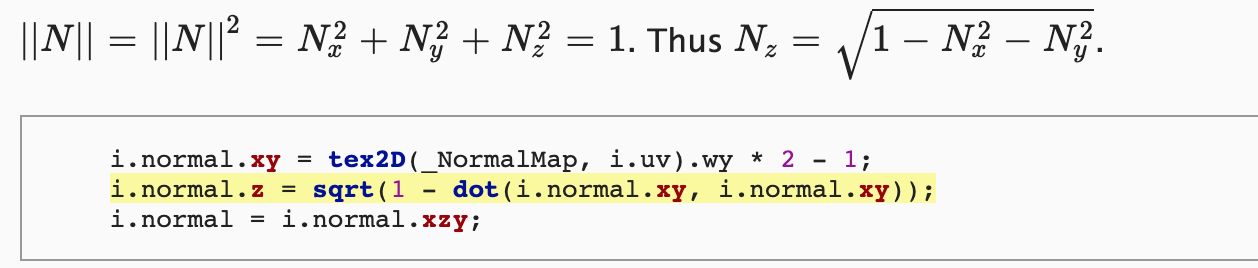 ||N|| = ||N||² = N²ₓ + N²ᵧ + N²_z = 1. Thus N_z = √(1 − N²ₓ − N²ᵧ).
i.normal.xy = tex2D(_NormalMap, i.uv).wy * 2 - 1;
i.normal.z = sqrt(1 - dot(i.normal.xy, i.normal.xy));
i.normal = i.normal.xzy;